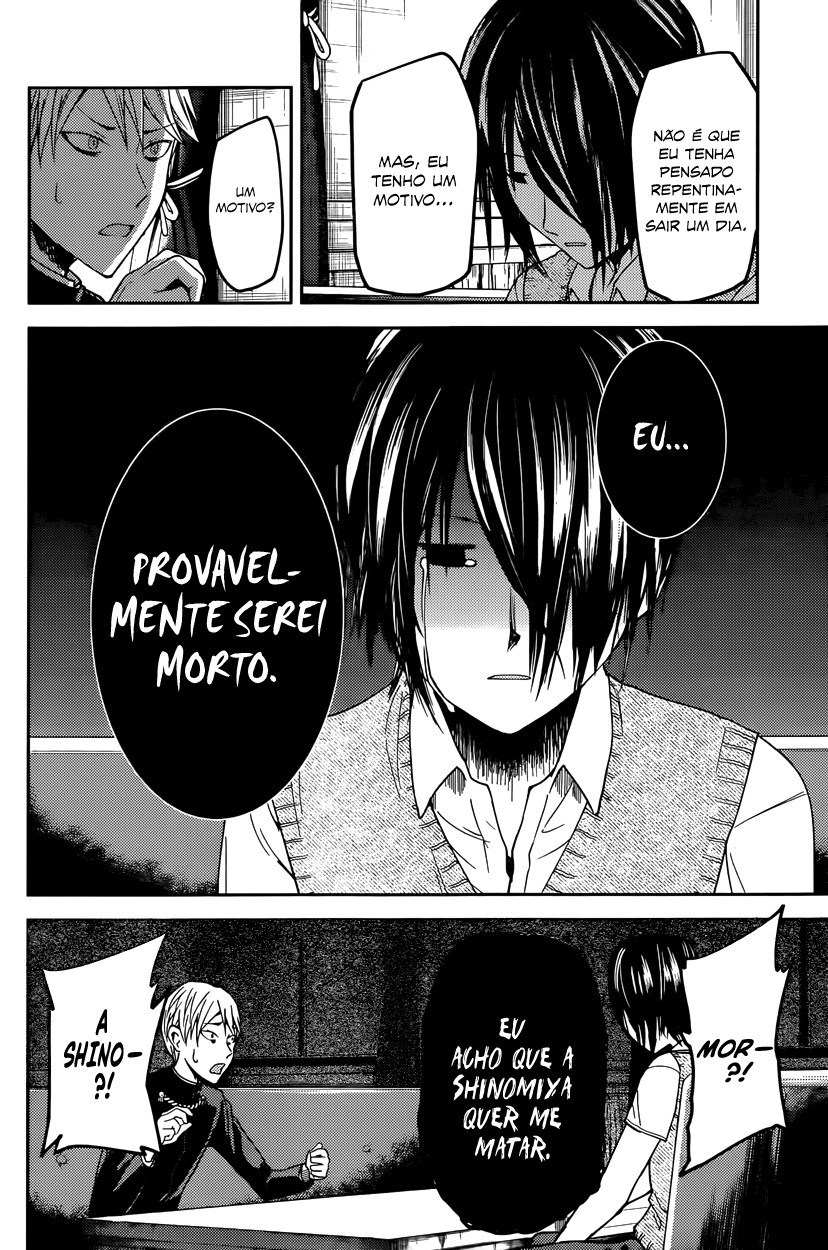 NÃO É QUE
EU TENHA
PENSADO
REPENTINA-
MENTE EM
SAIR UM DIA.
MAS, EU
TENHO UM
MOTIVO...
UM
MOTIVO?
EU...
PROVAVEL-
MENTE SEREI
MORTO.
MOR-
?!
EU
ACHO QUE A
SHINOMIYA
QUER ME
MATAR.
A
SHINO-
?!